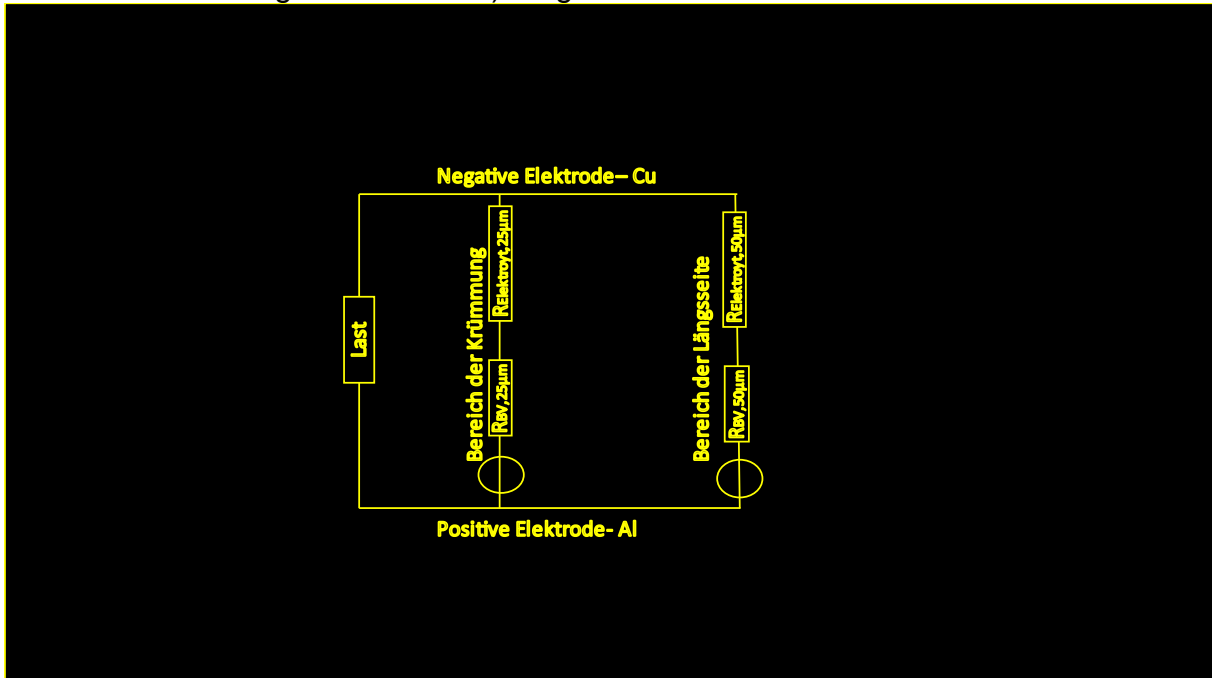 Negative Elektrode– Cu
Last
Bereich der Krümmung
RElektroyt,25µm
RBV,25µm
Bereich der Längsseite
RElektroyt,50µm
RBV,50µm
Positive Elektrode- Al